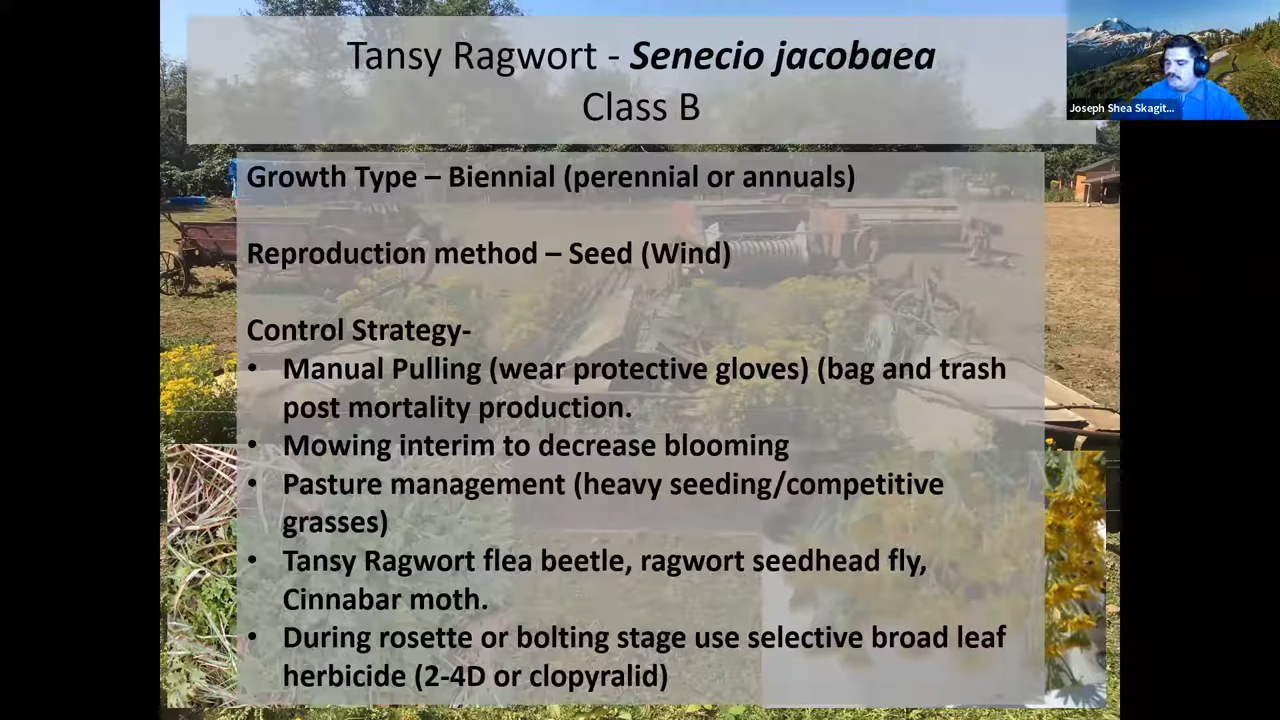 Tansy Ragwort - Senecio jacobaea
Class B
Joseph Shea Skagit...
Growth Type – Biennial (perennial or annuals)
Reproduction method – Seed (Wind)
Control Strategy-
• Manual Pulling (wear protective gloves) (bag and trash
post mortality production.
• Mowing interim to decrease blooming
• Pasture management (heavy seeding/competitive
grasses)
• Tansy Ragwort flea beetle, ragwort seedhead fly,
Cinnabar moth.
• During rosette or bolting stage use selective broad leaf
herbicide (2-4D or clopyralid)